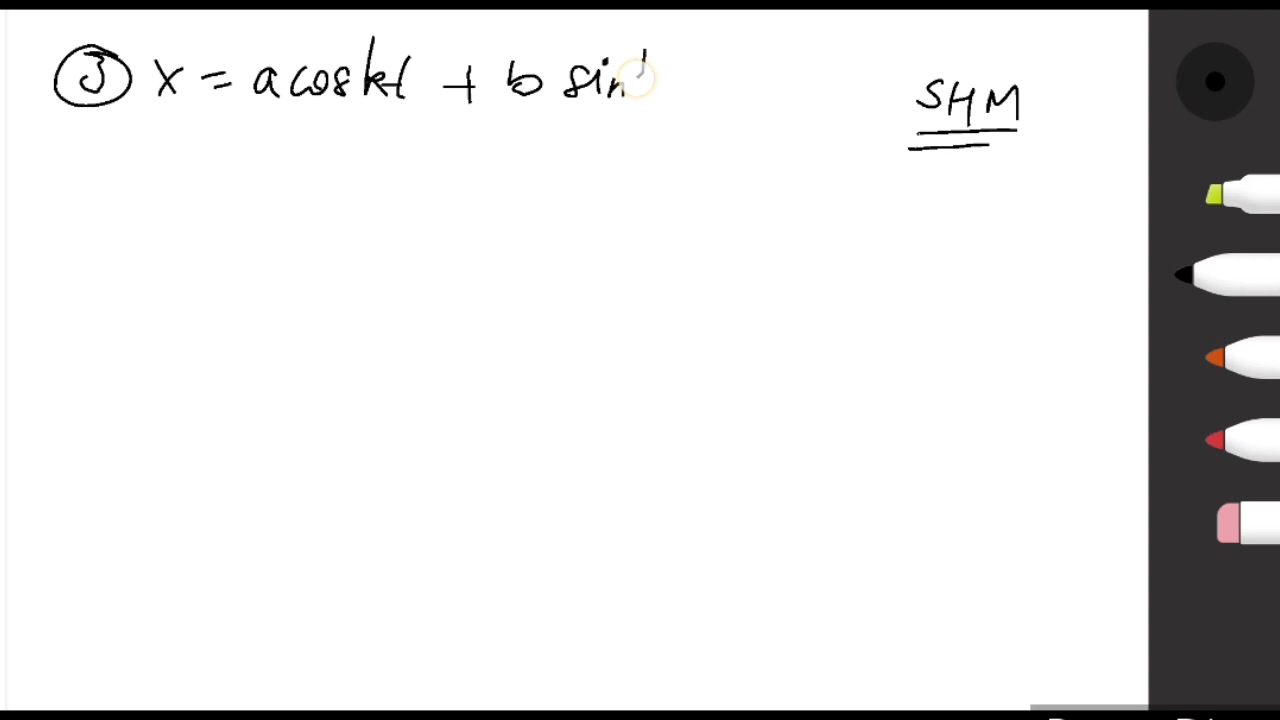 ③ x = a cos kt + b sin
SHM